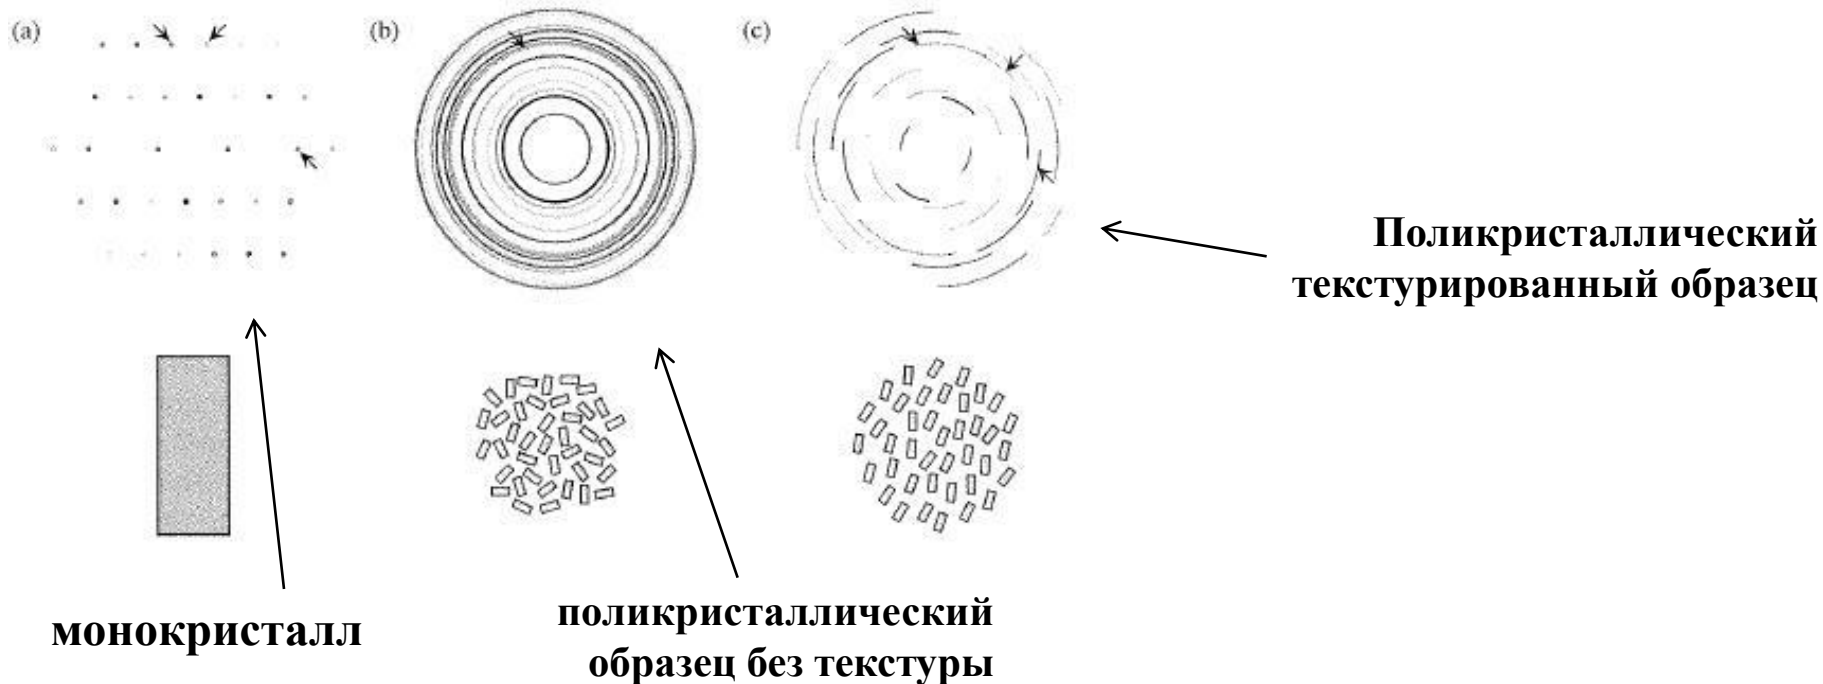 (a)
(b)
(c)
Поликристаллический
текстурированный образец
монокристалл
поликристаллический
образец без текстуры